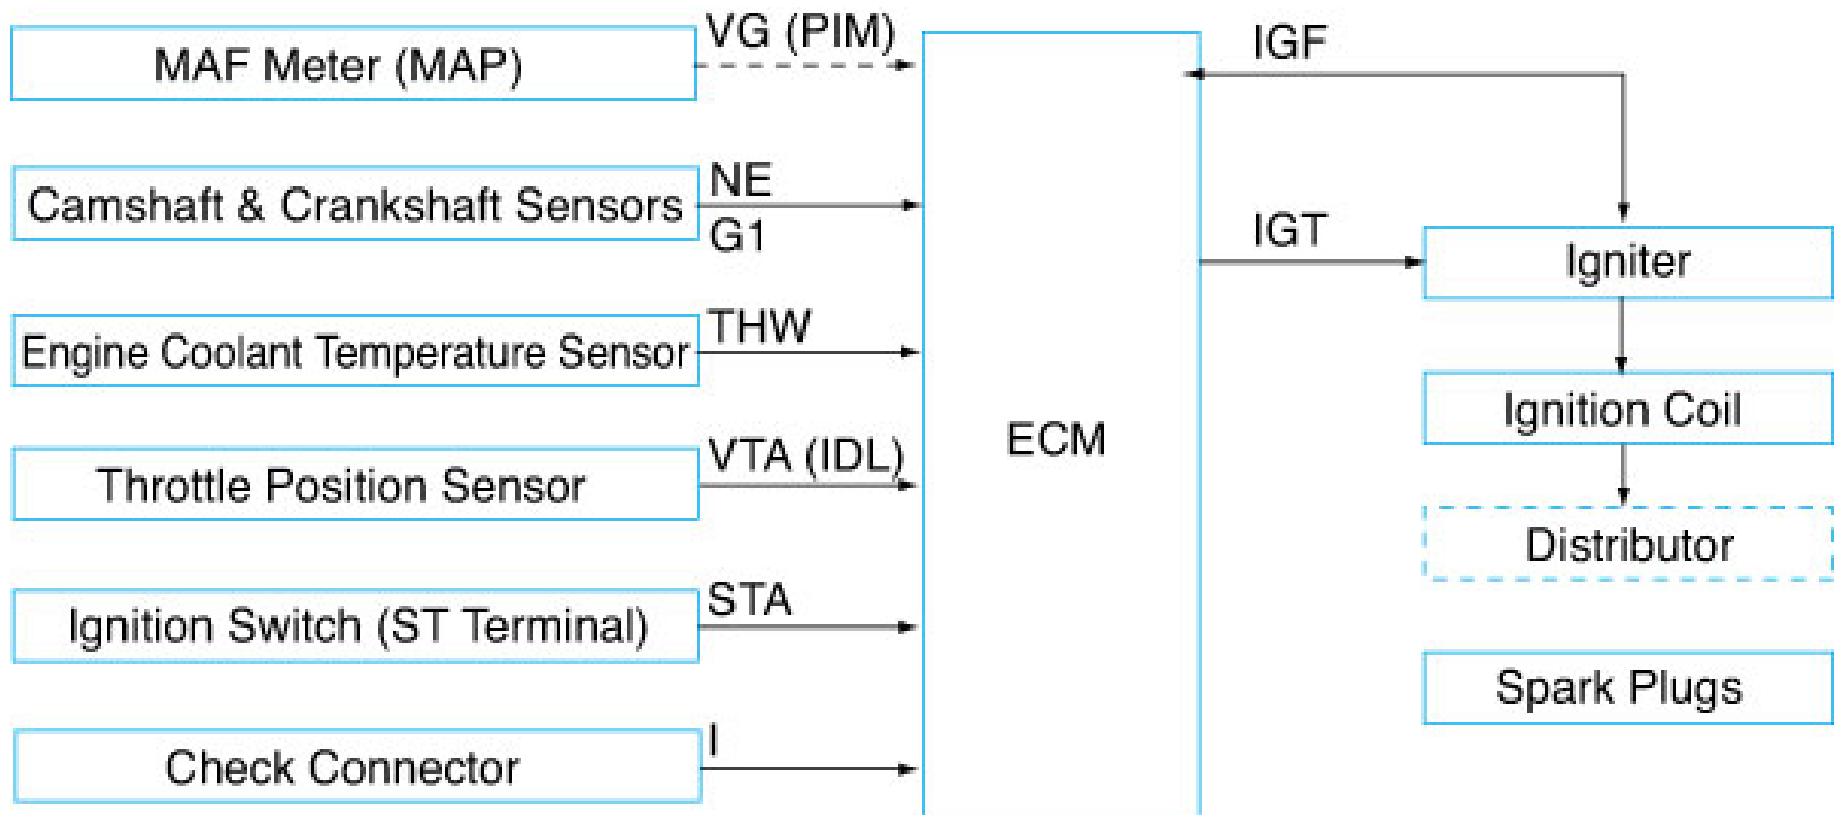 MAF Meter (MAP)
VG (PIM)
Camshaft & Crankshaft Sensors
NE
G1
Engine Coolant Temperature Sensor
THW
Throttle Position Sensor
VTA (IDL)
Ignition Switch (ST Terminal)
STA
Check Connector
I
ECM
IGF
IGT
Igniter
Ignition Coil
Distributor
Spark Plugs